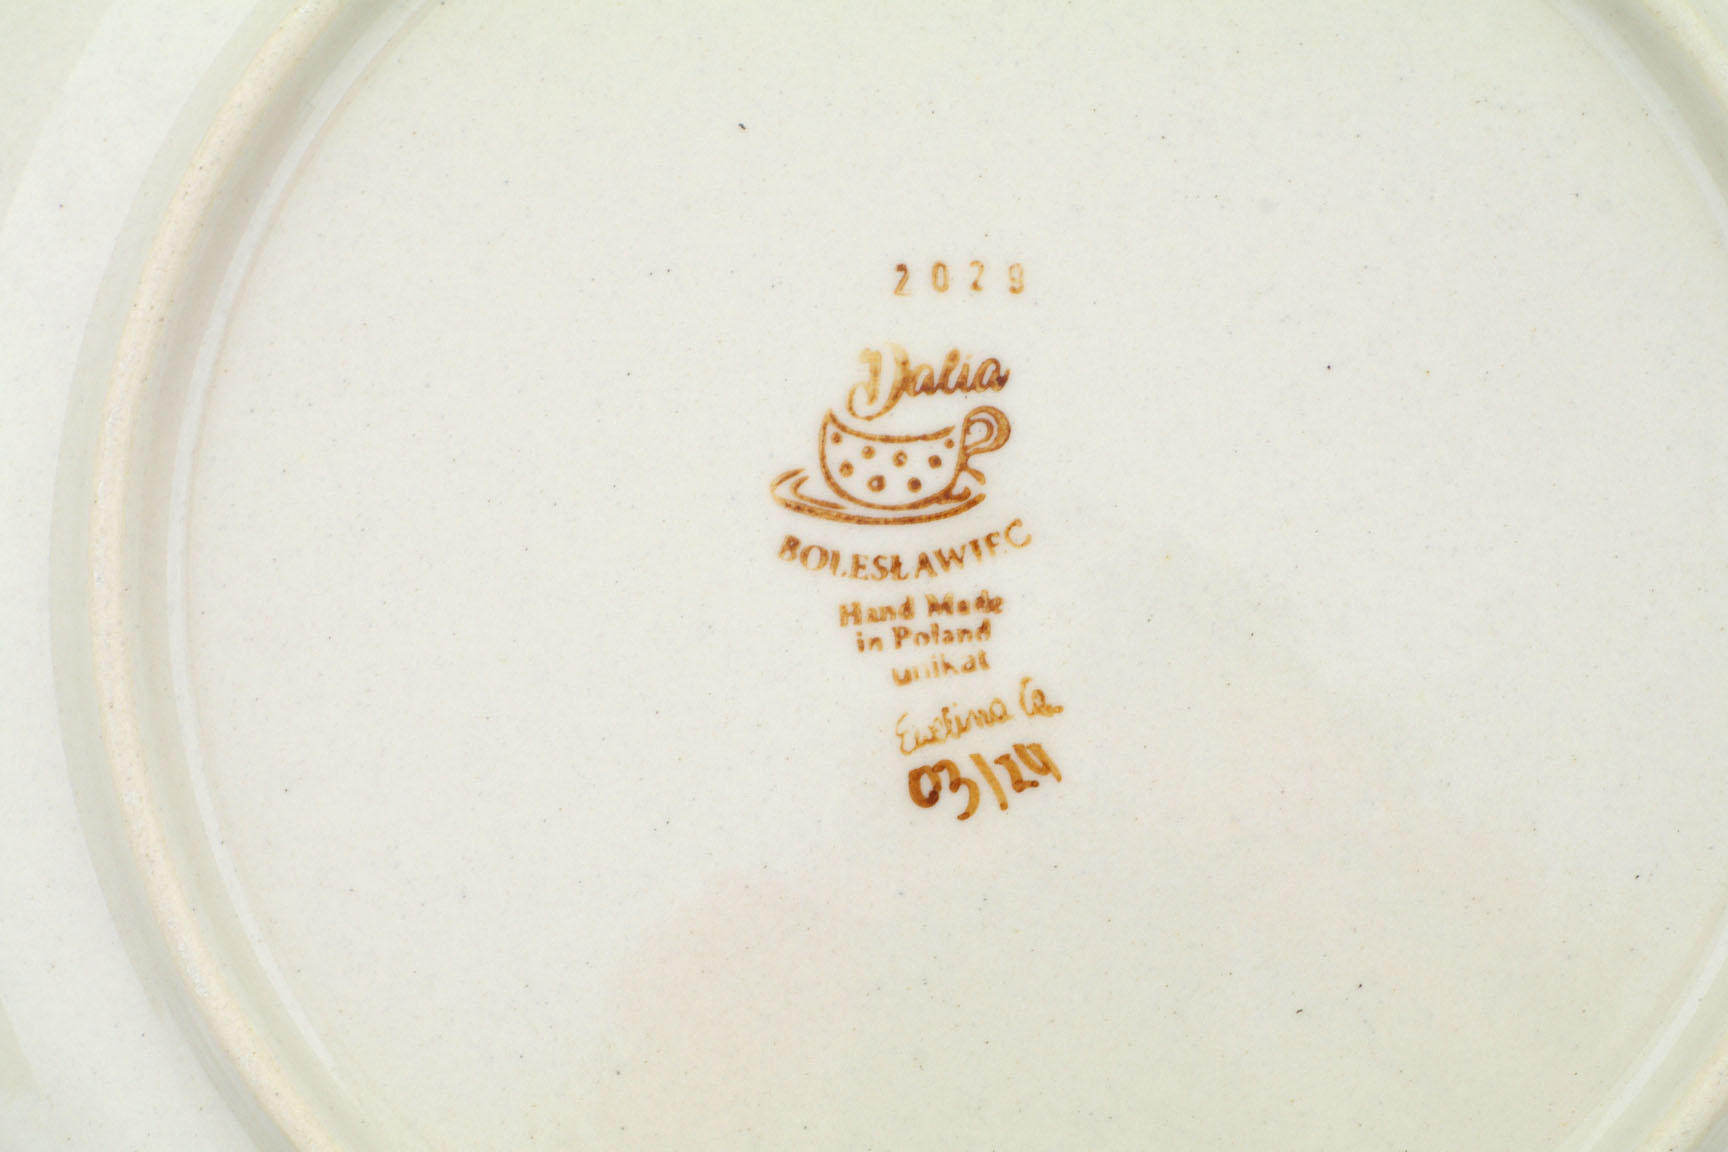 2029
Dalia
BOLESŁAWIEC
Hand Made
in Poland
unikat
Ewelina
03/24